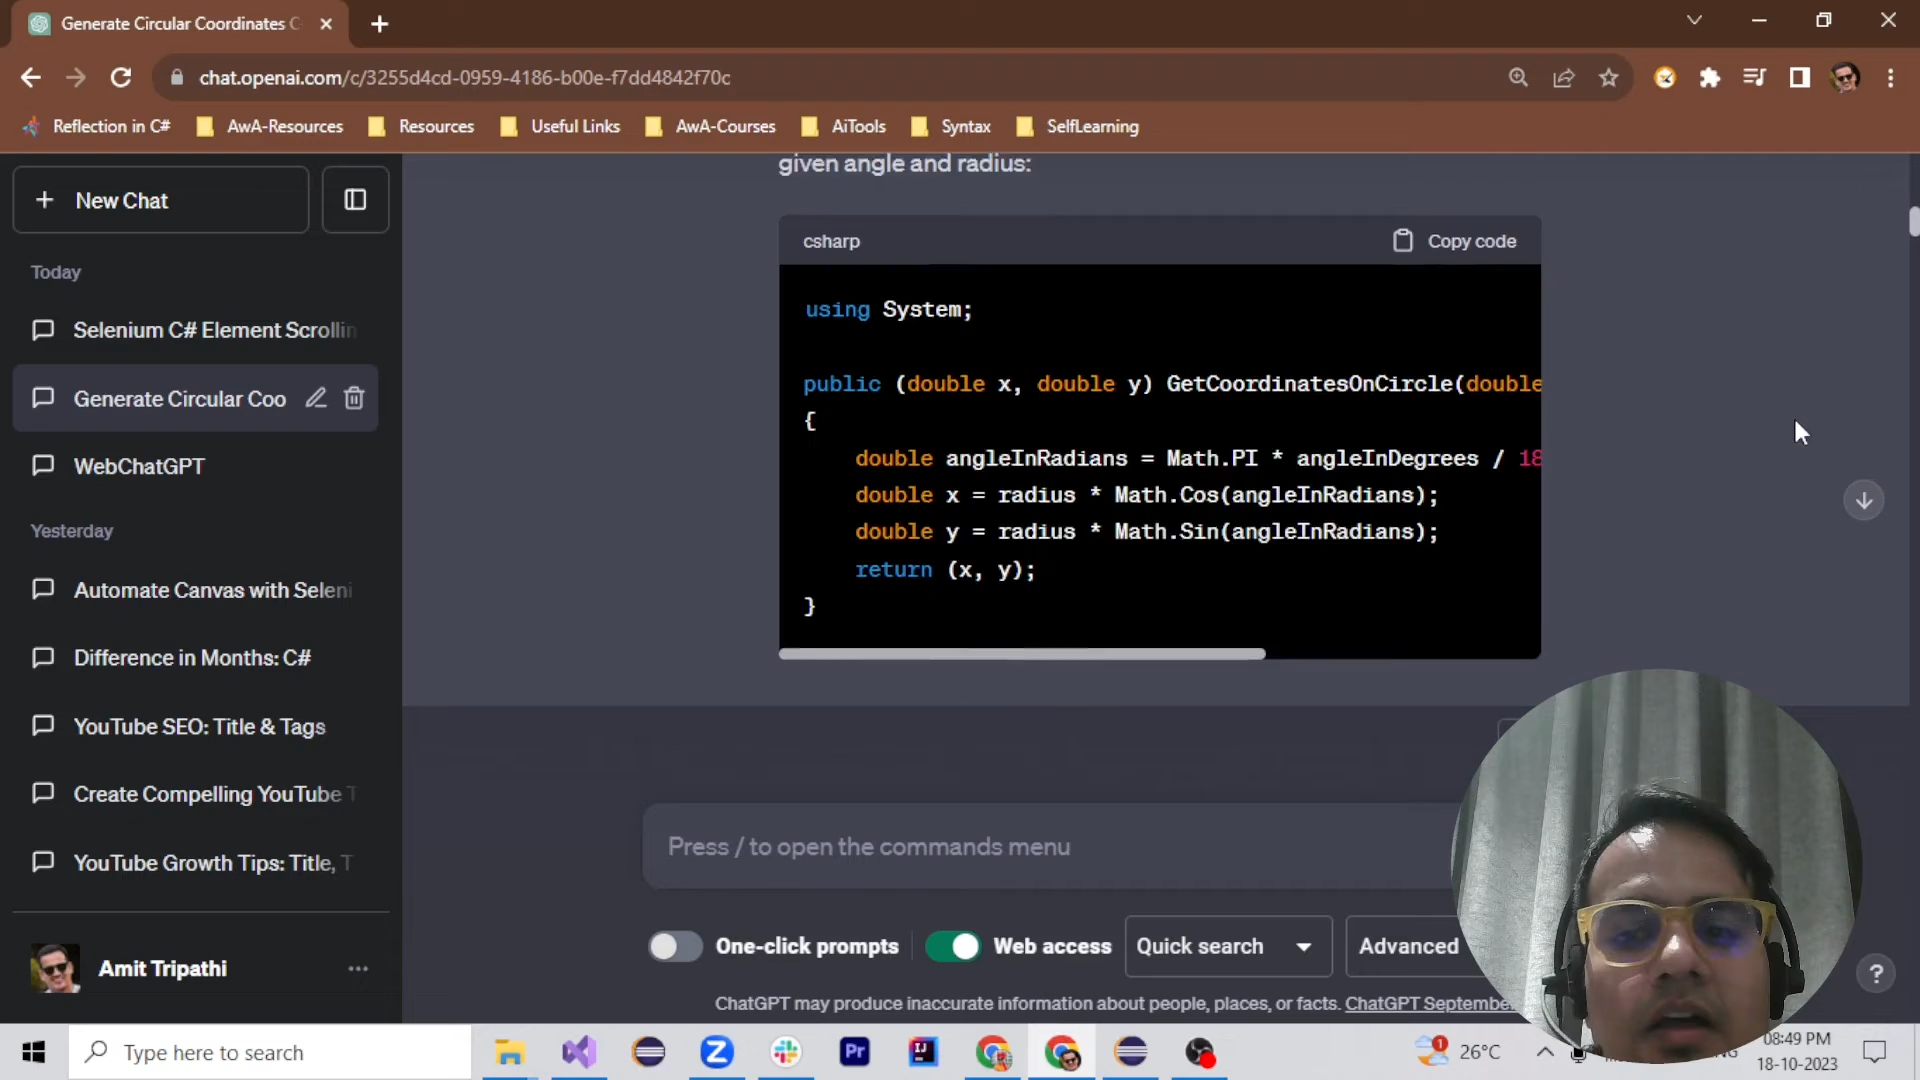 Generate Circular Coordinates C
chat.openai.com/c/3255d4cd-0959-4186-b00e-f7dd4842f70c
Reflection in C#
AwA-Resources
Resources
Useful Links
AwA-Courses
AiTools
Syntax
SelfLearning
New Chat
Today
Selenium C# Element Scrollin
Generate Circular Coo
WebChatGPT
Yesterday
Automate Canvas with Seleni
Difference in Months: C#
YouTube SEO: Title & Tags
Create Compelling YouTube T
YouTube Growth Tips: Title, T
Amit Tripathi
given angle and radius:
csharp
Copy code
using System;
public (double x, double y) GetCoordinatesOnCircle(double
{
double angleInRadians = Math.PI * angleInDegrees / 18
double x = radius * Math.Cos(angleInRadians);
double y = radius * Math.Sin(angleInRadians);
return (x, y);
}
Press / to open the commands menu
One-click prompts
Web access
Quick search
Advanced
ChatGPT may produce inaccurate information about people, places, or facts. ChatGPT September
?
Type here to search
Pr
1
26°C
08:49 PM
18-10-2023